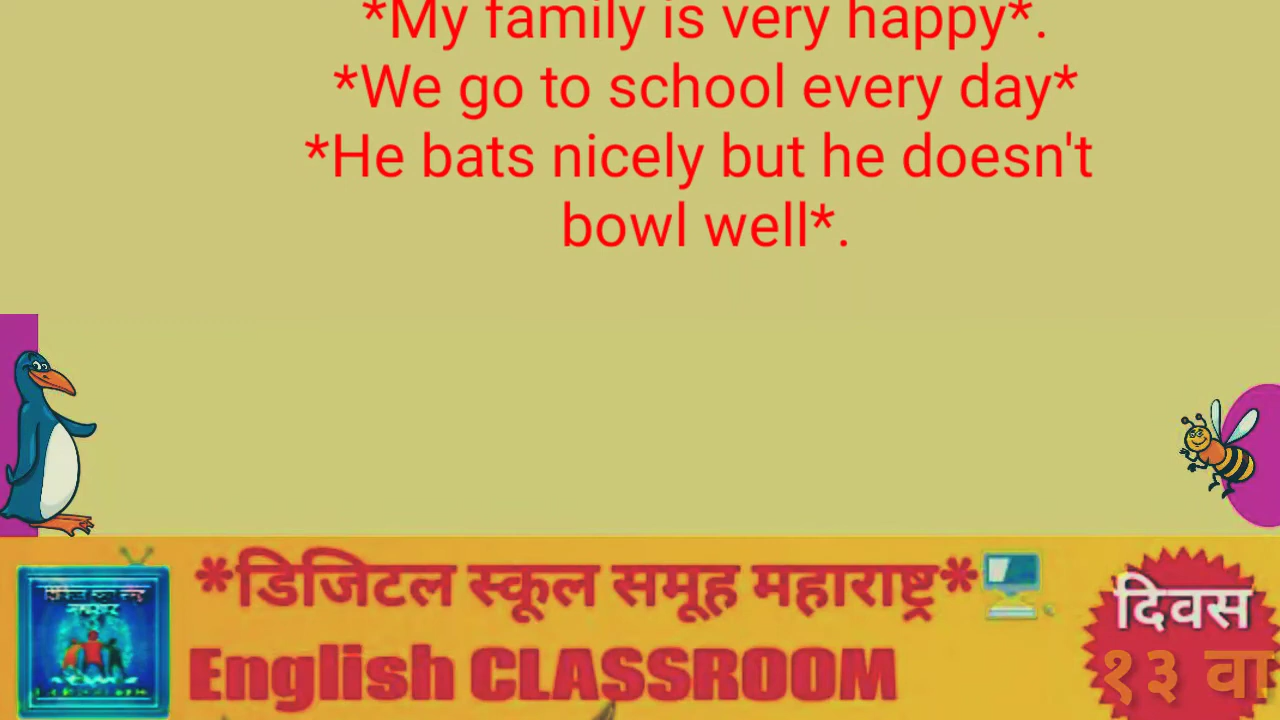 *My family is very happy*.
*We go to school every day*
*He bats nicely but he doesn't
bowl well*.
*डिजिटल स्कूल समूह महाराष्ट्र*
English CLASSROOM
दिवस
१३ वा